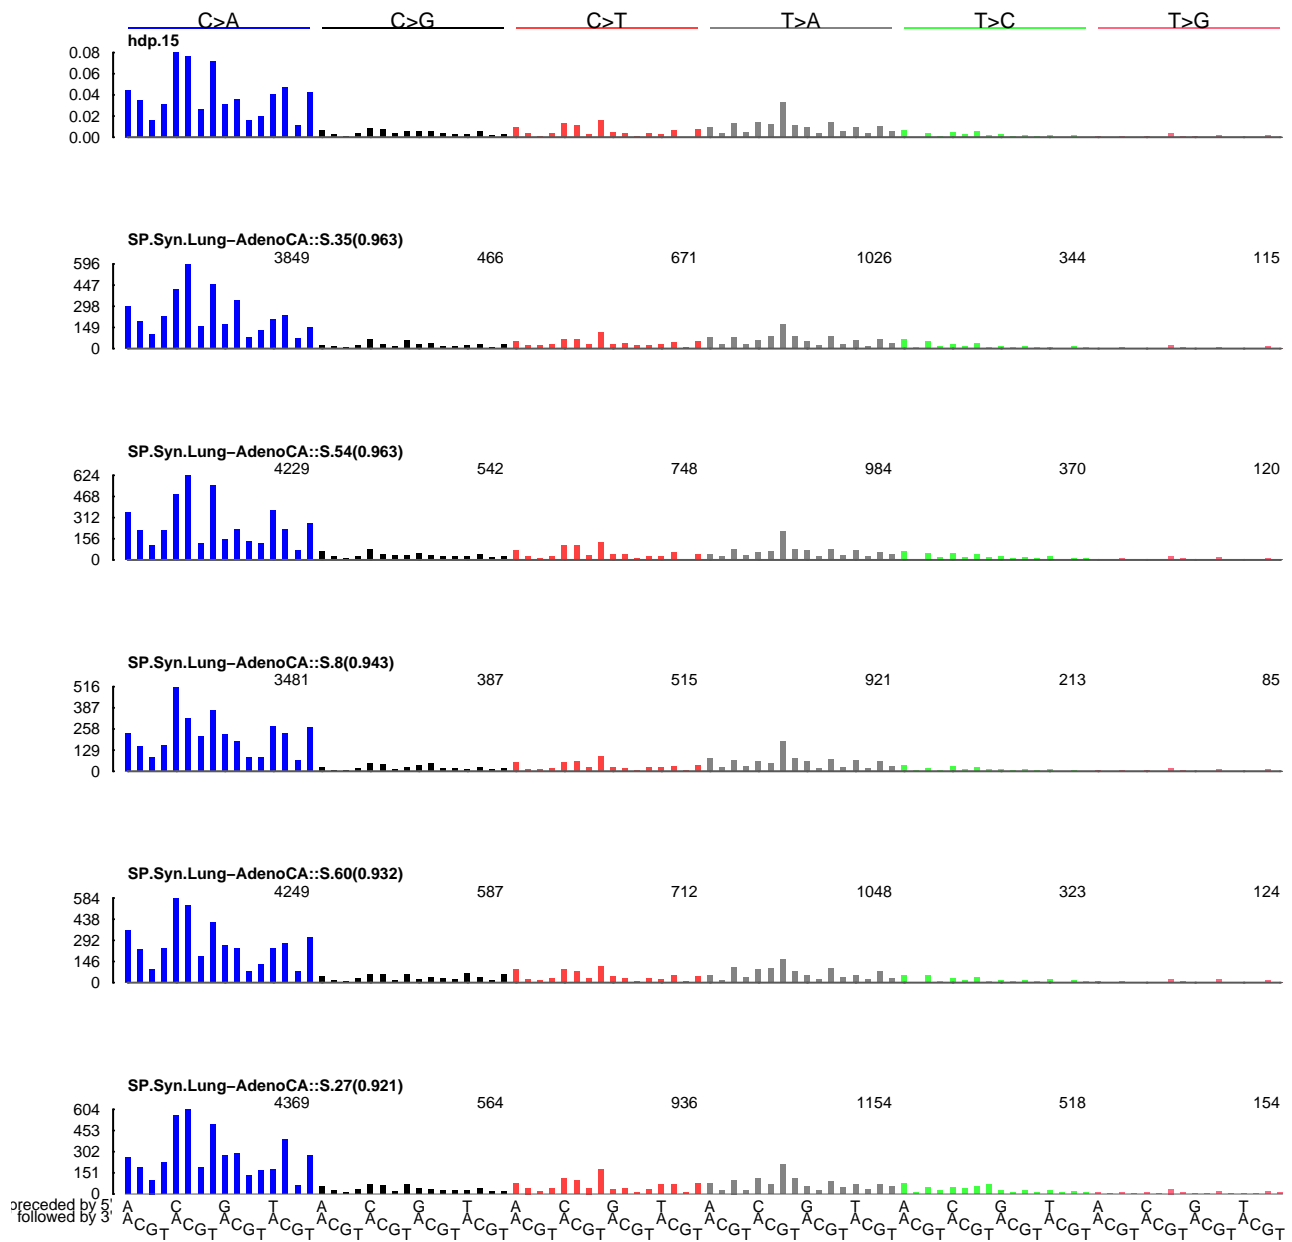 C>A C>G C>T T>A T>C T>G
hdp.15
0.08
0.06
0.04
0.02
0.00
SP.Syn.Lung−AdenoCA::S.35(0.963)
3849 466 671 1026 344 115
596
447
298
149
0
SP.Syn.Lung−AdenoCA::S.54(0.963)
4229 542 748 984 370 120
624
468
312
156
0
SP.Syn.Lung−AdenoCA::S.8(0.943)
3481 387 515 921 213 85
516
387
258
129
0
SP.Syn.Lung−AdenoCA::S.60(0.932)
4249 587 712 1048 323 124
584
438
292
146
0
SP.Syn.Lung−AdenoCA::S.27(0.921)
4369 564 936 1154 518 154
604
453
302
151
0
preceded by 5' A C G T A C G T A C G T A C G T A C G T A C G T
followed by 3' A C G T A C G T A C G T A C G T A C G T A C G T A C G T A C G T A C G T A C G T A C G T A C G T A C G T A C G T A C G T A C G T A C G T A C G T A C G T A C G T A C G T A C G T A C G T A C G T